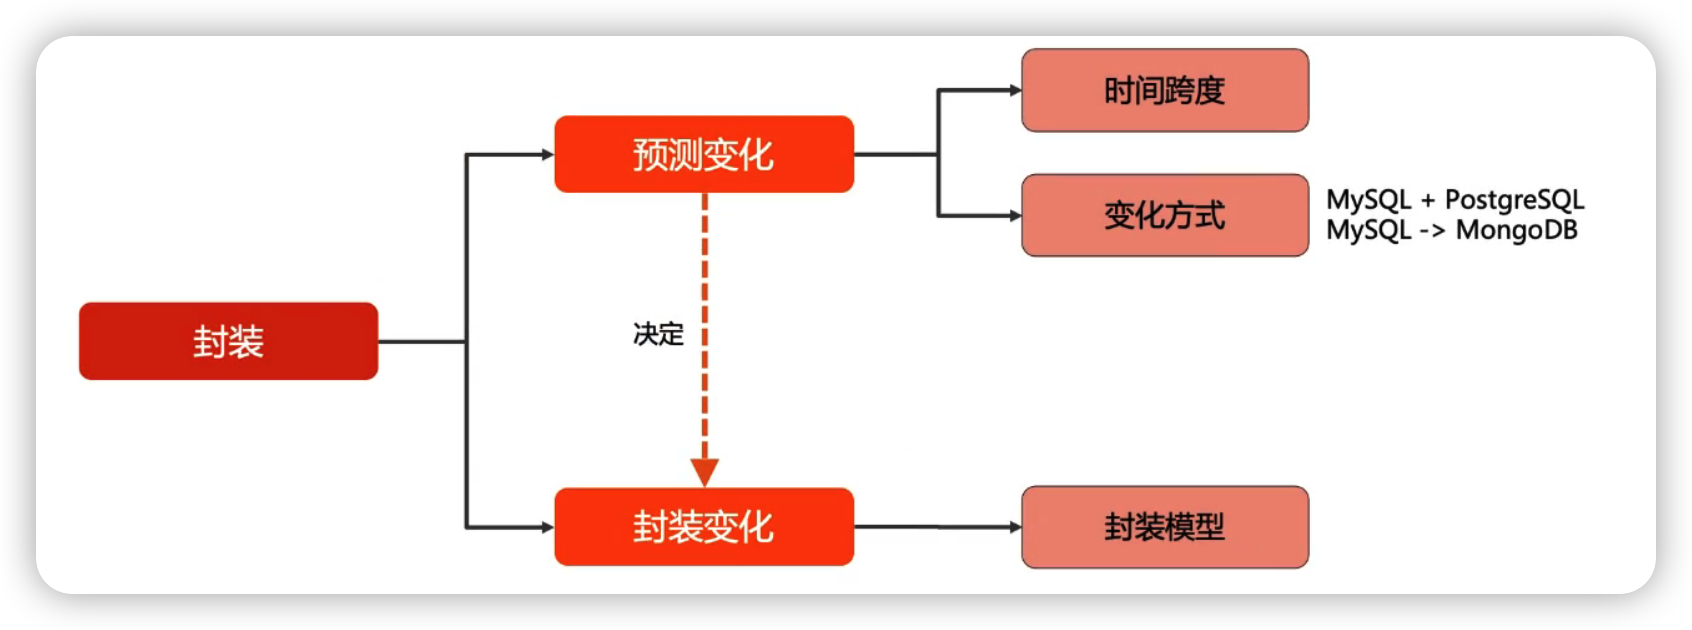 时间跨度
预测变化
变化方式
MySQL + PostgreSQL
MySQL -> MongoDB
决定
封装
封装变化
封装模型